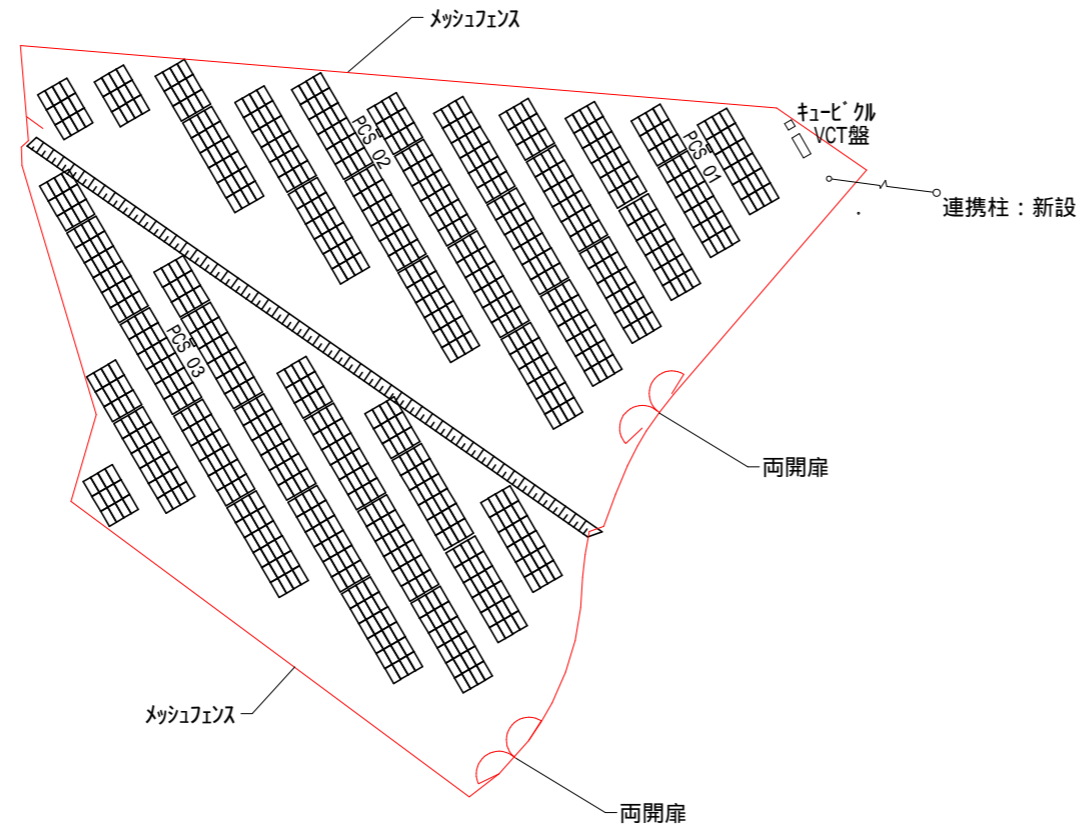 メッシュフェンス
キュービクル
VCT盤
PCS 02
PCS 01
連携柱：新設
PCS 03
両開扉
メッシュフェンス
両開扉